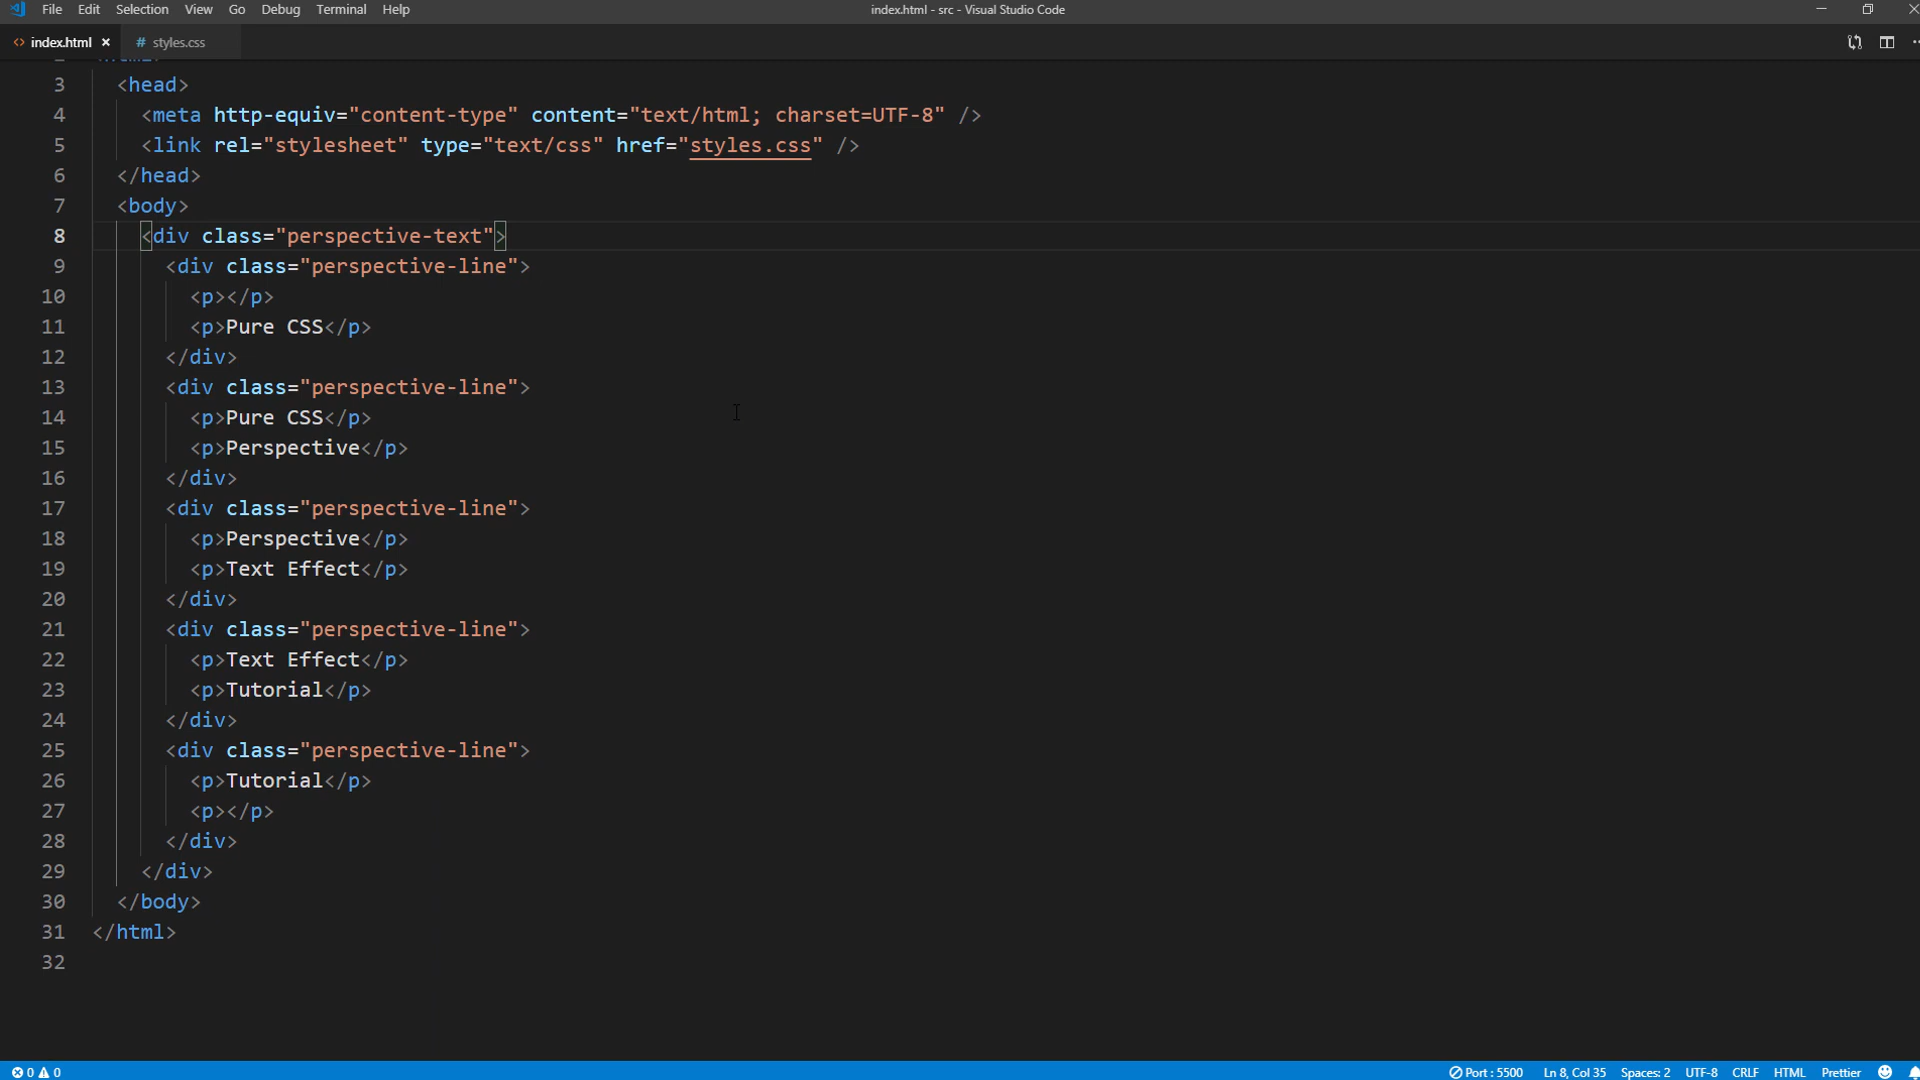 File Edit Selection View Go Debug Terminal Help index.html - src - Visual Studio Code
<> index.html × # styles.css
3 <head>
4 <meta http-equiv="content-type" content="text/html; charset=UTF-8" />
5 <link rel="stylesheet" type="text/css" href="styles.css" />
6 </head>
7 <body>
8 <div class="perspective-text">
9 <div class="perspective-line">
10 <p></p>
11 <p>Pure CSS</p>
12 </div>
13 <div class="perspective-line">
14 <p>Pure CSS</p>
15 <p>Perspective</p>
16 </div>
17 <div class="perspective-line">
18 <p>Perspective</p>
19 <p>Text Effect</p>
20 </div>
21 <div class="perspective-line">
22 <p>Text Effect</p>
23 <p>Tutorial</p>
24 </div>
25 <div class="perspective-line">
26 <p>Tutorial</p>
27 <p></p>
28 </div>
29 </div>
30 </body>
31 </html>
32
0 0 Port : 5500 Ln 8, Col 35 Spaces: 2 UTF-8 CRLF HTML Prettier